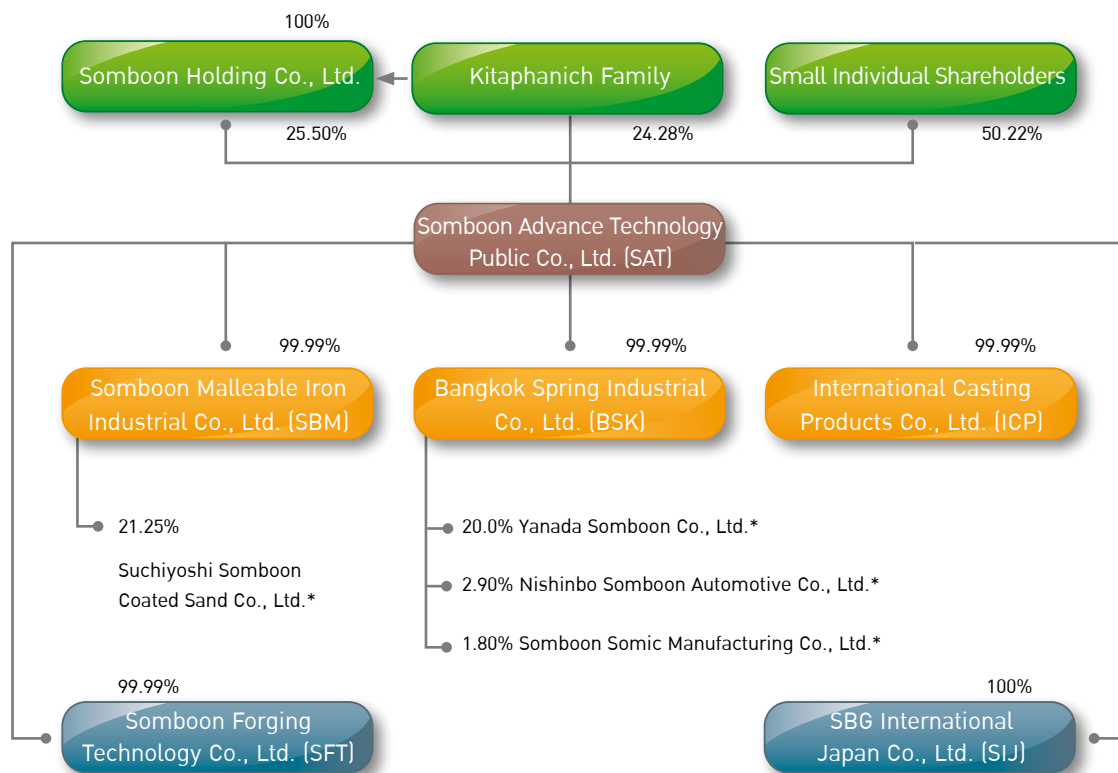 100%
Somboon Holding Co., Ltd.
Kitaphanich Family
Small Individual Shareholders
25.50%
24.28%
50.22%
Somboon Advance Technology
Public Co., Ltd. (SAT)
99.99%
99.99%
99.99%
Somboon Malleable Iron
Industrial Co., Ltd. (SBM)
Bangkok Spring Industrial
Co., Ltd. (BSK)
International Casting
Products Co., Ltd. (ICP)
21.25%
Suchiyoshi Somboon
Coated Sand Co., Ltd.*
20.0% Yanada Somboon Co., Ltd.*
2.90% Nishinbo Somboon Automotive Co., Ltd.*
1.80% Somboon Somic Manufacturing Co., Ltd.*
99.99%
Somboon Forging
Technology Co., Ltd. (SFT)
100%
SBG International
Japan Co., Ltd. (SIJ)